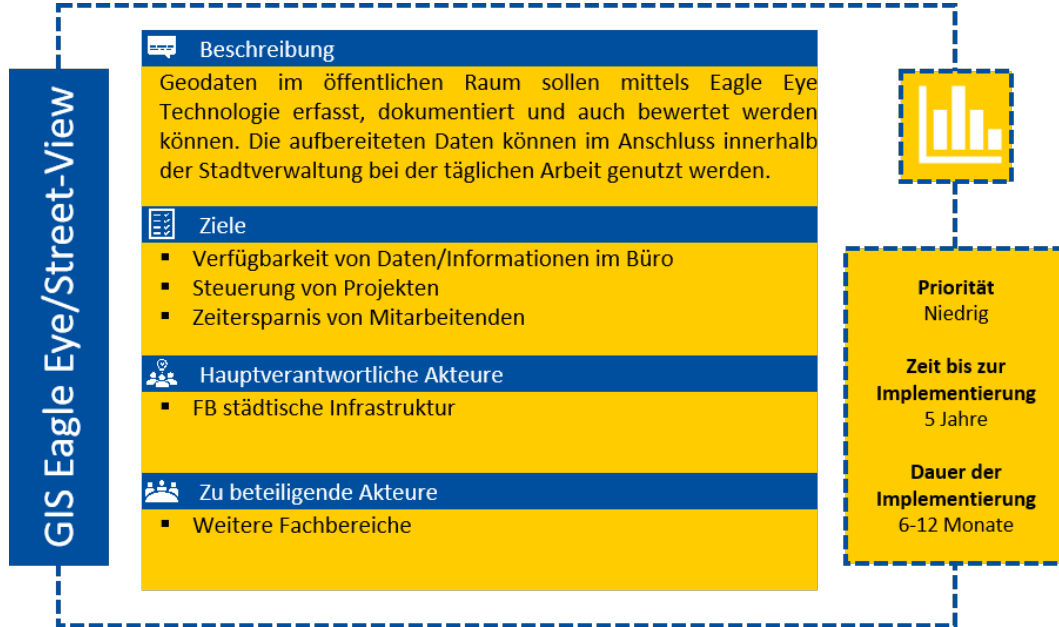 GIS Eagle Eye/Street-View
Beschreibung
Geodaten im öffentlichen Raum sollen mittels Eagle Eye
Technologie erfasst, dokumentiert und auch bewertet werden
können. Die aufbereiteten Daten können im Anschluss innerhalb
der Stadtverwaltung bei der täglichen Arbeit genutzt werden.
Ziele
▪ Verfügbarkeit von Daten/Informationen im Büro
▪ Steuerung von Projekten
▪ Zeitersparnis von Mitarbeitenden
Hauptverantwortliche Akteure
▪ FB städtische Infrastruktur
Zu beteiligende Akteure
▪ Weitere Fachbereiche
Priorität
Niedrig
Zeit bis zur
Implementierung
5 Jahre
Dauer der
Implementierung
6-12 Monate